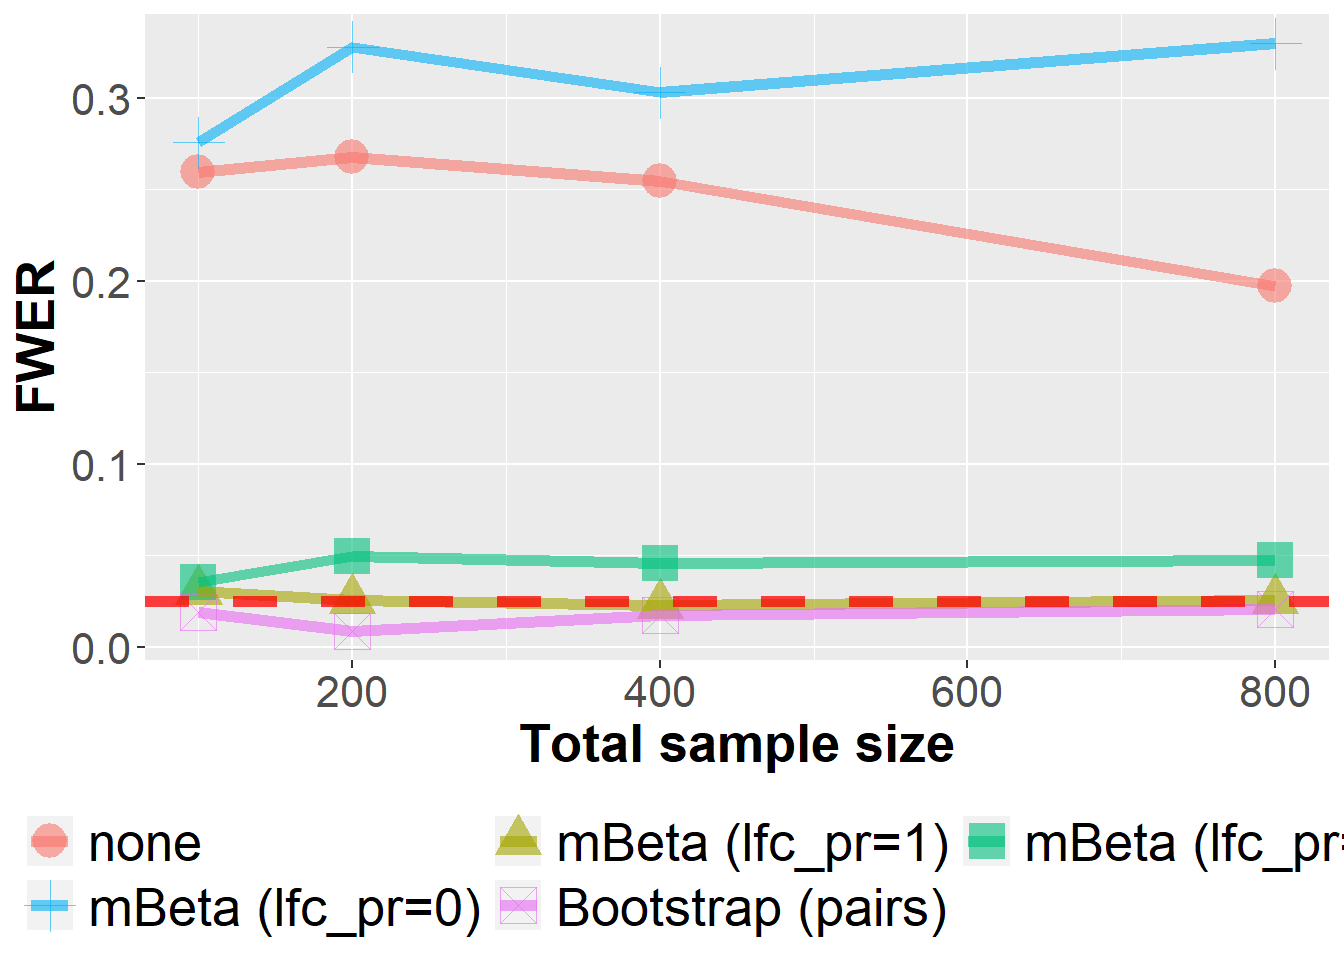 0.3
0.2
0.1
0.0
FWER
200 400 600 800
Total sample size
none mBeta (lfc_pr=1) mBeta (lfc_pr=
mBeta (lfc_pr=0) Bootstrap (pairs)